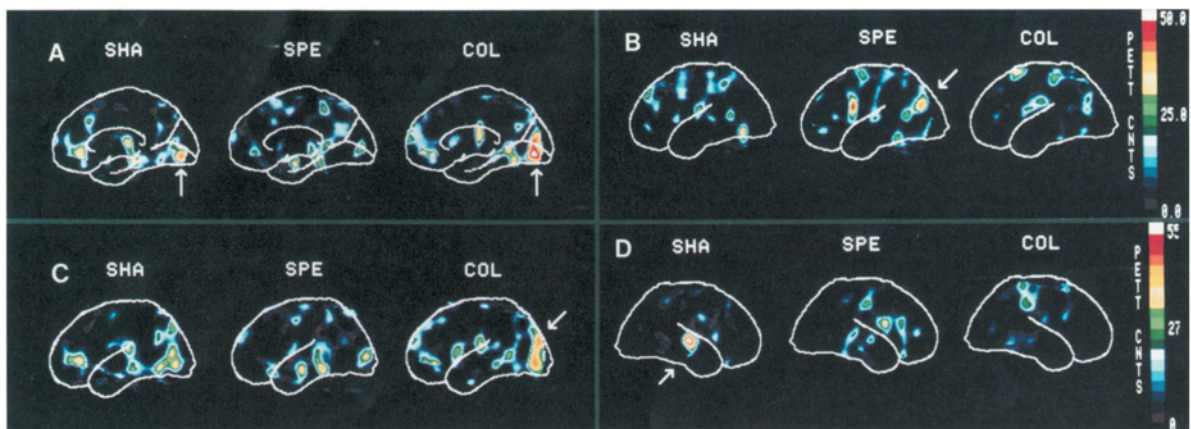 A
SHA SPE COL
B
SHA SPE COL
50.0
PETT CNTS
25.0
0.0
C
SHA SPE COL
D
SHA SPE COL
55
PETT CNTS
27
0